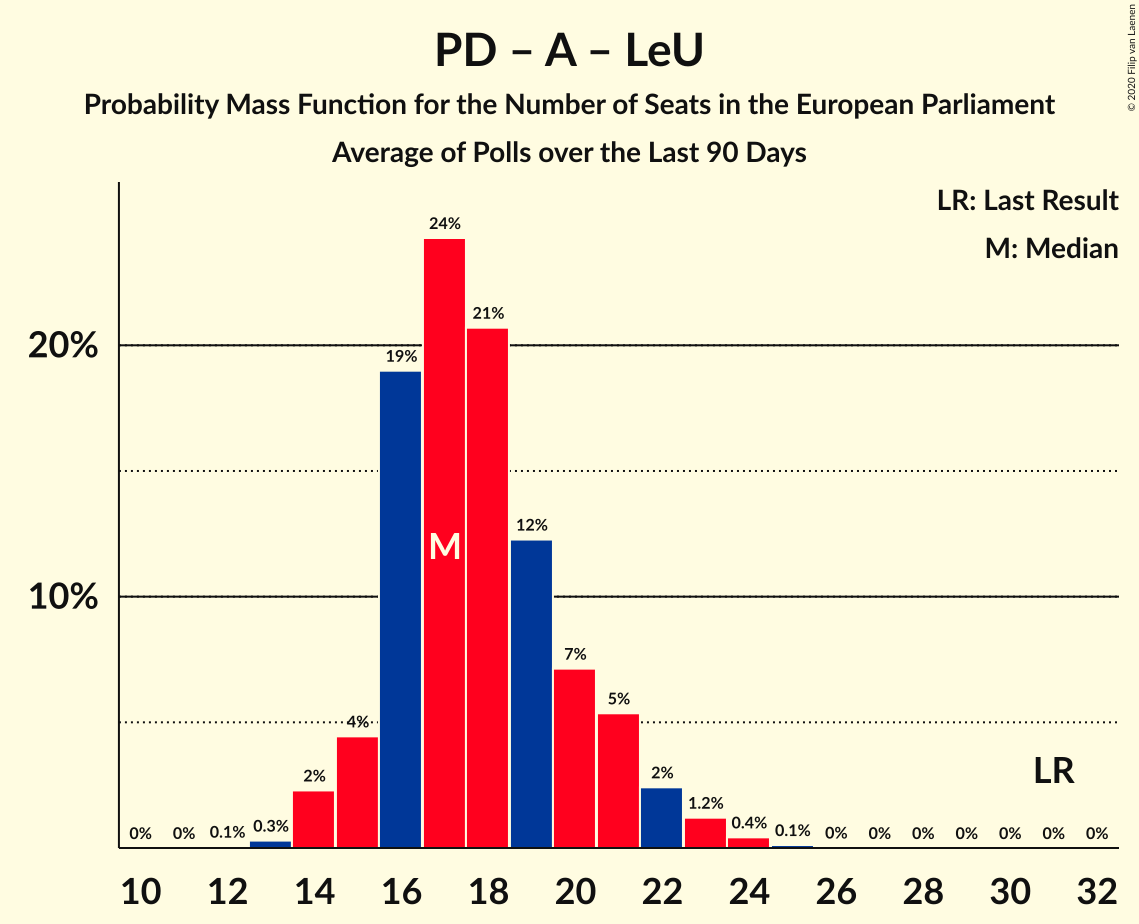 PD – A – LeU
Probability Mass Function for the Number of Seats in the European Parliament
Average of Polls over the Last 90 Days
© 2020 Filip van Laenen
LR: Last Result
M: Median
20%
10%
0%
0%
0.1%
0.3%
2%
4%
19%
24%
21%
12%
7%
5%
2%
1.2%
0.4%
0.1%
0%
0%
0%
0%
0%
0%
0%
M
LR
10 12 14 16 18 20 22 24 26 28 30 32